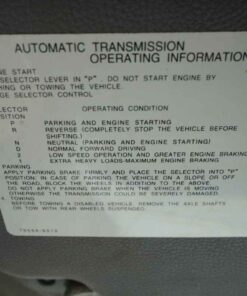 AUTOMATIC TRANSMISSION
OPERATING INFORMATION
NE START
SELECTOR LEVER IN "P". DO NOT START ENGINE BY
HING OR TOWING THE VEHICLE.
GE SELECTOR CONTROL
LECTOR OPERATING CONDITION
OSITION
P PARKING AND ENGINE STARTING
R REVERSE (COMPLETELY STOP THE VEHICLE BEFORE
SHIFTING.)
N NEUTRAL (PARKING AND ENGINE STARTING)
D NORMAL FORWARD DRIVING
2 LOW SPEED OPERATION AND GREATER ENGINE BRAKING
EXTRA HEAVY LOADS-MAXIMUM ENGINE BRAKING
PARKING
APPLY PARKING BRAKE FIRMLY AND PLACE THE SELECTOR INTO "P"
POSITION. IN CASE OF PARKING THE VEHICLE ON A SLOPE OR OFF
THE ROAD, BLOCK THE WHEELS IN ADDITION TO THE ABOVE.
DO NOT APPLY PARKING BRAKE WHEN THE VEHICLE IS MOVING
OTHERWISE THE TRANSMISSION COULD BE SEVERELY DAMAGED.
4. TOWING
BEFORE TOWING A DISABLED VEHICLE, REMOVE THE AXLE SHAFTS
OR TOW WITH REAR WHEELS SUSPENDED.